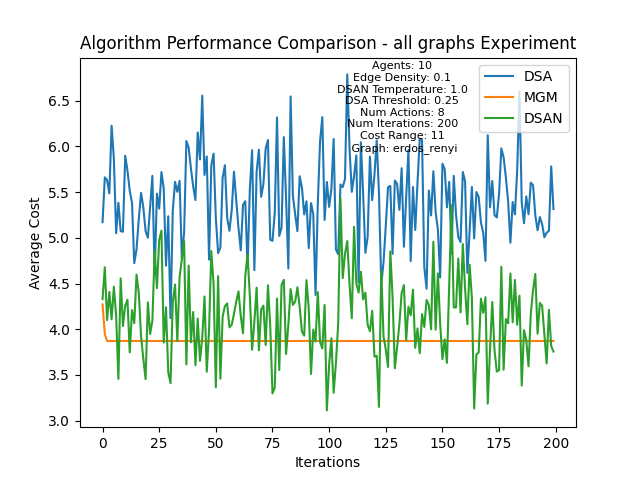 Algorithm Performance Comparison - all graphs Experiment
Agents: 10
Edge Density: 0.1
DSAN Temperature: 1.0
DSA Threshold: 0.25
Num Actions: 8
Num Iterations: 200
Cost Range: 11
Graph: erdos_renyi
DSA
MGM
DSAN
Average Cost
6.5
6.0
5.5
5.0
4.5
4.0
3.5
3.0
0 25 50 75 100 125 150 175 200
Iterations